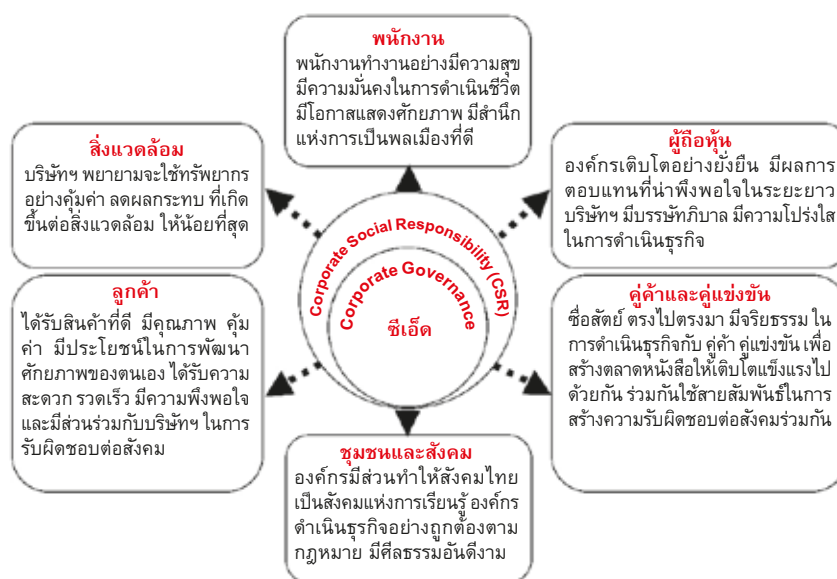 พนักงาน
พนักงานทำงานอย่างมีความสุข
มีความมั่นคงในการดำเนินชีวิต
มีโอกาสแสดงศักยภาพ มีสำนึก
แห่งการเป็นพลเมืองที่ดี
สิ่งแวดล้อม
บริษัทฯ พยายามจะใช้ทรัพยากร
อย่างคุ้มค่า ลดผลกระทบ ที่เกิด
ขึ้นต่อสิ่งแวดล้อม ให้น้อยที่สุด
ผู้ถือหุ้น
องค์กรเติบโตอย่างยั่งยืน มีผลการ
ตอบแทนที่น่าพึงพอใจในระยะยาว
บริษัทฯ มีบรรษัทภิบาล มีความโปร่งใส
ในการดำเนินธุรกิจ
Corporate Social Responsibility (CSR)
Corporate Governance
ซีเอ็ด
ลูกค้า
ได้รับสินค้าที่ดี มีคุณภาพ คุ้ม
ค่า มีประโยชน์ในการพัฒนา
ศักยภาพของตนเอง ได้รับความ
สะดวก รวดเร็ว มีความพึงพอใจ
และมีส่วนร่วมกับบริษัทฯ ในการ
รับผิดชอบต่อสังคม
คู่ค้าและคู่แข่งขัน
ซื่อสัตย์ ตรงไปตรงมา มีจริยธรรม ใน
การดำเนินธุรกิจกับ คู่ค้า คู่แข่งขัน เพื่อ
สร้างตลาดหนังสือให้เติบโตแข็งแรงไป
ด้วยกัน ร่วมกันใช้สายสัมพันธ์ในการ
สร้างความรับผิดชอบต่อสังคมร่วมกัน
ชุมชนและสังคม
องค์กรมีส่วนทำให้สังคมไทย
เป็นสังคมแห่งการเรียนรู้ องค์กร
ดำเนินธุรกิจอย่างถูกต้องตาม
กฎหมาย มีศีลธรรมอันดีงาม